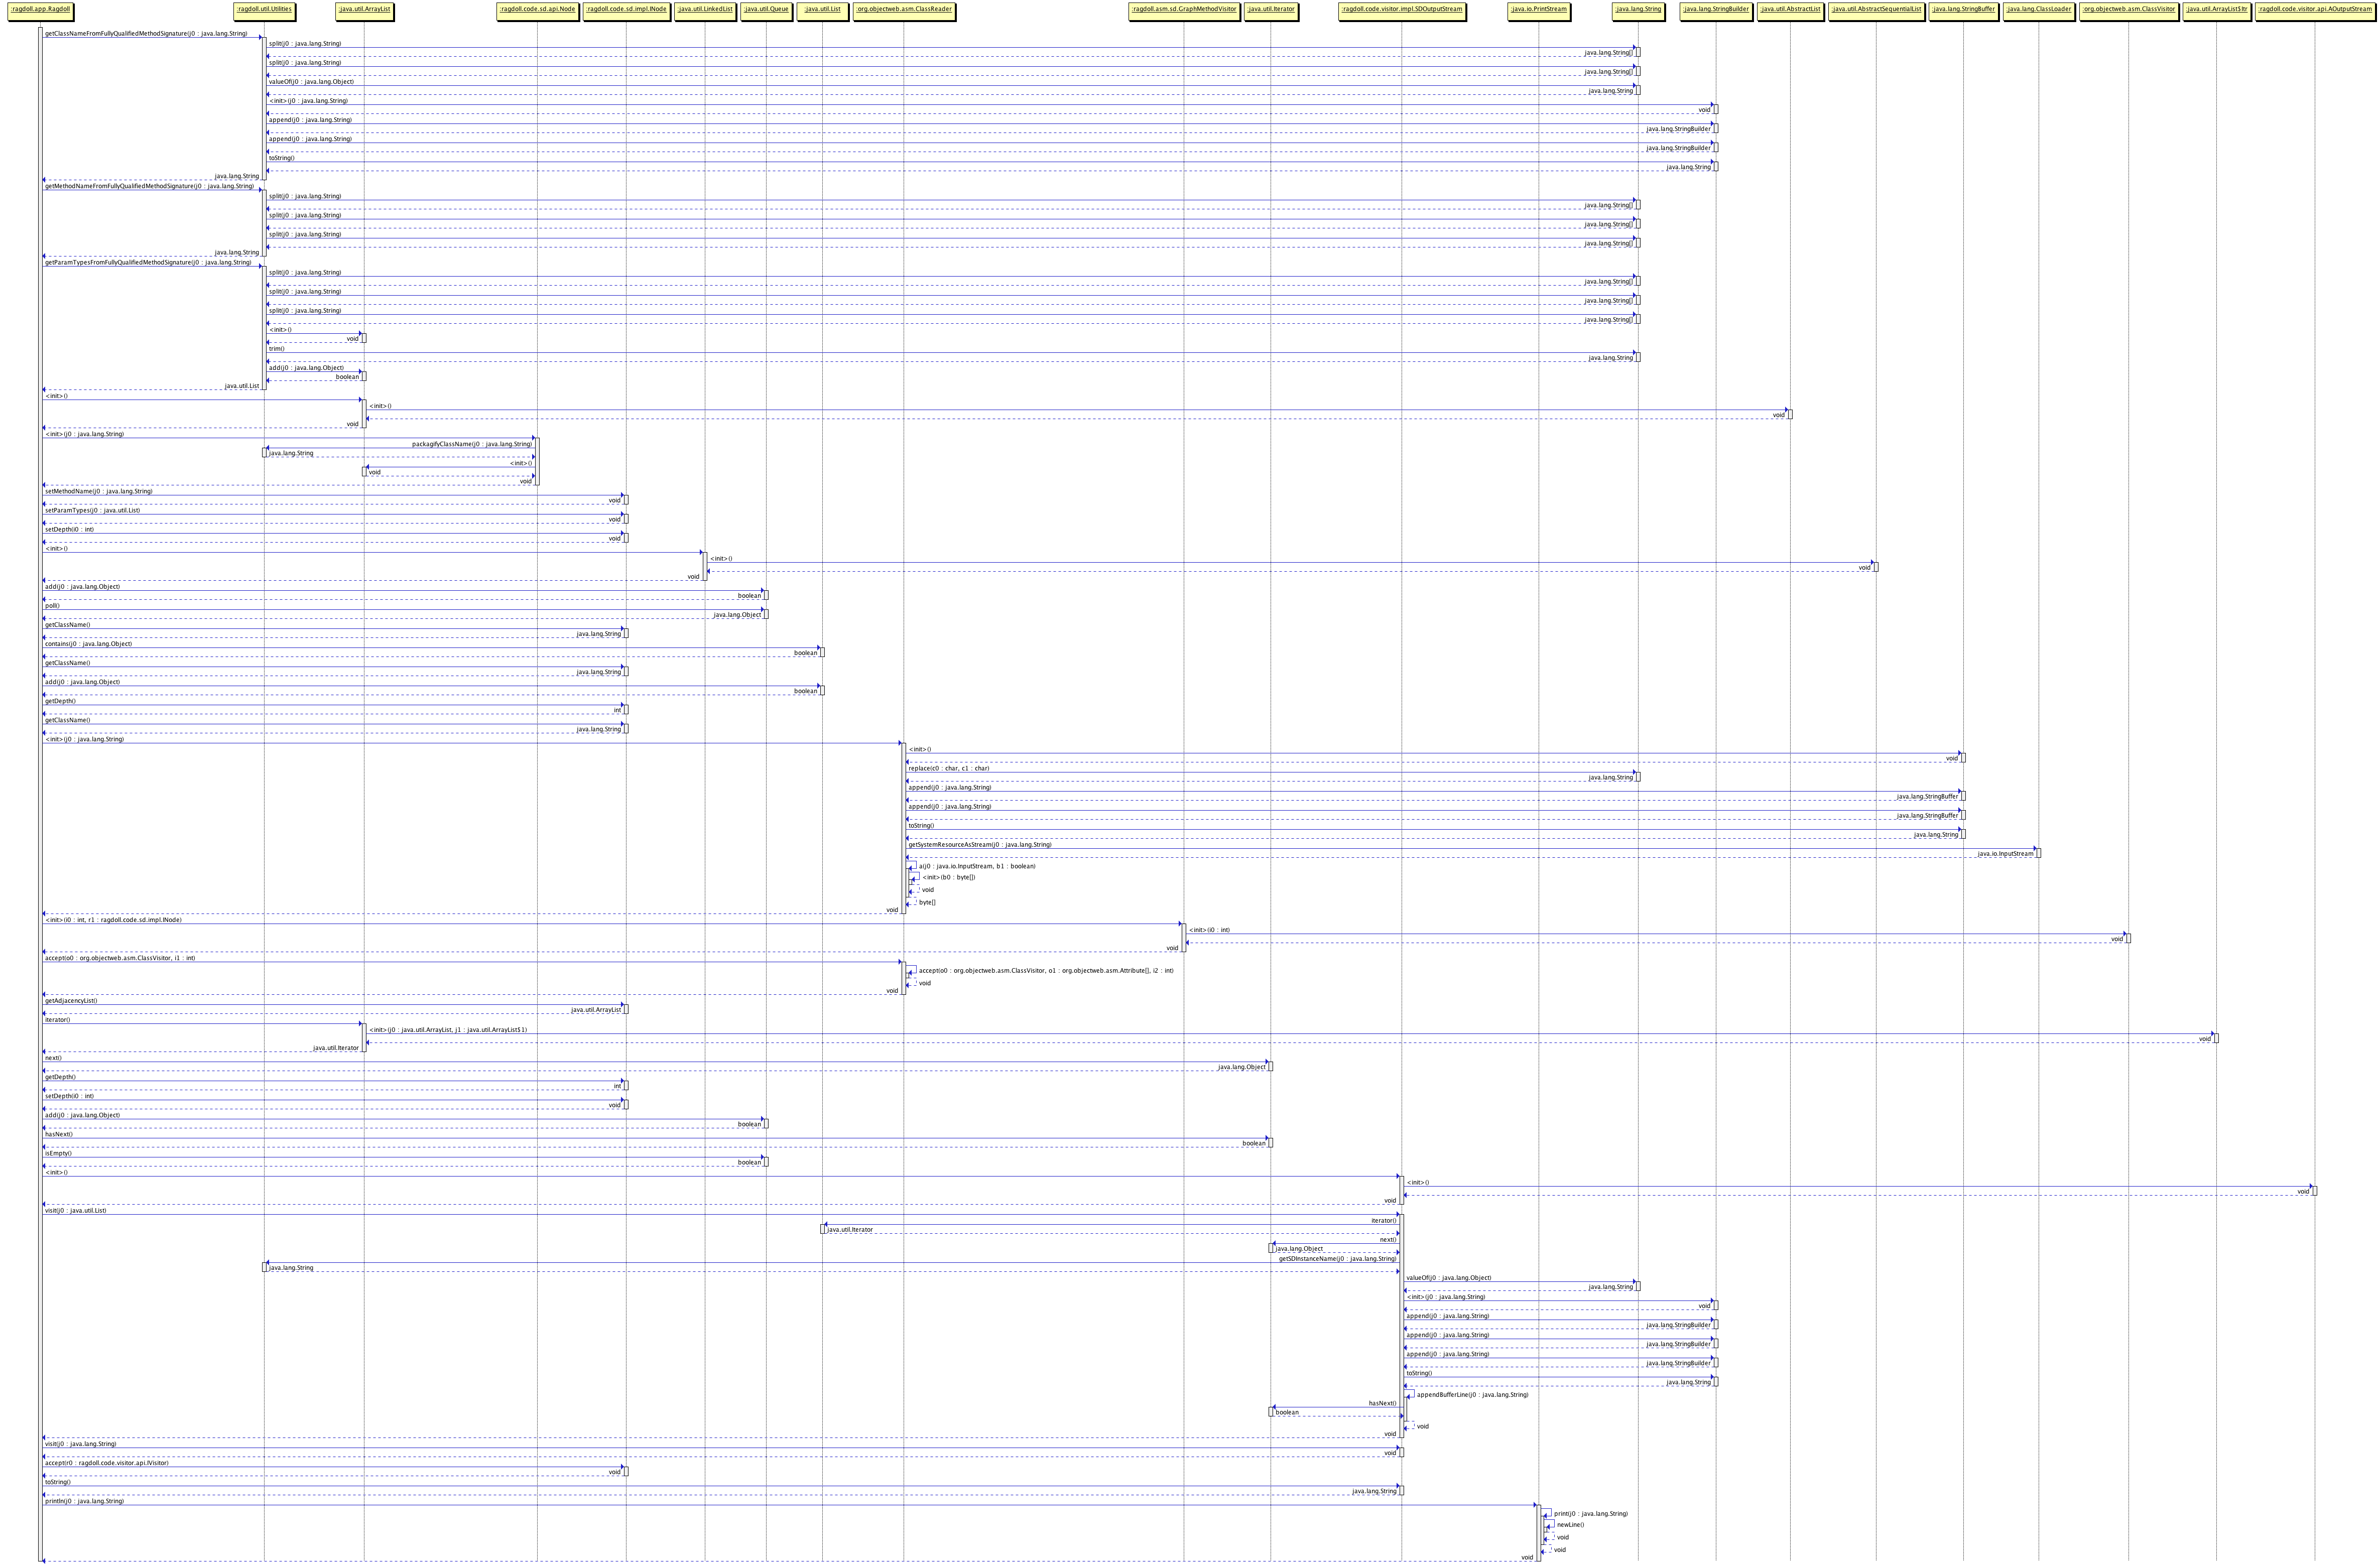 :ragdoll.app.Ragdoll
:ragdoll.util.Utilities
:java.util.ArrayList
:ragdoll.code.sd.api.Node
:ragdoll.code.sd.impl.INode
:java.util.LinkedList
:java.util.Queue
:java.util.List
:org.objectweb.asm.ClassReader
:ragdoll.asm.sd.GraphMethodVisitor
:java.util.Iterator
:ragdoll.code.visitor.impl.SDOutputStream
:java.io.PrintStream
:java.lang.String
:java.lang.StringBuilder
:java.util.AbstractList
:java.util.AbstractSequentialList
:java.lang.StringBuffer
:java.lang.ClassLoader
:org.objectweb.asm.ClassVisitor
:java.util.ArrayList$Itr
:ragdoll.code.visitor.api.AOutputStream
getClassNameFromFullyQualifiedMethodSignature(j0 : java.lang.String)
split(j0 : java.lang.String)
java.lang.String[]
split(j0 : java.lang.String)
java.lang.String[]
valueOf(j0 : java.lang.Object)
java.lang.String
<init>(j0 : java.lang.String)
void
append(j0 : java.lang.String)
java.lang.StringBuilder
append(j0 : java.lang.String)
java.lang.StringBuilder
toString()
java.lang.String
java.lang.String
getMethodNameFromFullyQualifiedMethodSignature(j0 : java.lang.String)
split(j0 : java.lang.String)
java.lang.String[]
split(j0 : java.lang.String)
java.lang.String[]
split(j0 : java.lang.String)
java.lang.String[]
java.lang.String
getParamTypesFromFullyQualifiedMethodSignature(j0 : java.lang.String)
split(j0 : java.lang.String)
java.lang.String[]
split(j0 : java.lang.String)
java.lang.String[]
split(j0 : java.lang.String)
java.lang.String[]
<init>()
void
trim()
java.lang.String
add(j0 : java.lang.Object)
boolean
java.util.List
<init>()
<init>()
void
void
<init>(j0 : java.lang.String)
packagifyClassName(j0 : java.lang.String)
java.lang.String
<init>()
void
void
setMethodName(j0 : java.lang.String)
void
setParamTypes(j0 : java.util.List)
void
setDepth(i0 : int)
void
<init>()
<init>()
void
void
add(j0 : java.lang.Object)
boolean
poll()
java.lang.Object
getClassName()
java.lang.String
contains(j0 : java.lang.Object)
boolean
getClassName()
java.lang.String
add(j0 : java.lang.Object)
boolean
getDepth()
int
getClassName()
java.lang.String
<init>(j0 : java.lang.String)
<init>()
void
replace(c0 : char, c1 : char)
java.lang.String
append(j0 : java.lang.String)
java.lang.StringBuffer
append(j0 : java.lang.String)
java.lang.StringBuffer
toString()
java.lang.String
getSystemResourceAsStream(j0 : java.lang.String)
java.io.InputStream
a(j0 : java.io.InputStream, b1 : boolean)
<init>(b0 : byte[])
void
byte[]
void
<init>(i0 : int, r1 : ragdoll.code.sd.impl.INode)
<init>(i0 : int)
void
void
accept(o0 : org.objectweb.asm.ClassVisitor, i1 : int)
accept(o0 : org.objectweb.asm.ClassVisitor, o1 : org.objectweb.asm.Attribute[], i2 : int)
void
void
getAdjacencyList()
java.util.ArrayList
iterator()
<init>(j0 : java.util.ArrayList, j1 : java.util.ArrayList$1)
void
java.util.Iterator
next()
java.lang.Object
getDepth()
int
setDepth(i0 : int)
void
add(j0 : java.lang.Object)
boolean
hasNext()
boolean
isEmpty()
boolean
<init>()
<init>()
void
void
visit(j0 : java.util.List)
iterator()
java.util.Iterator
next()
java.lang.Object
getSDInstanceName(j0 : java.lang.String)
java.lang.String
valueOf(j0 : java.lang.Object)
java.lang.String
<init>(j0 : java.lang.String)
void
append(j0 : java.lang.String)
java.lang.StringBuilder
append(j0 : java.lang.String)
java.lang.StringBuilder
append(j0 : java.lang.String)
java.lang.StringBuilder
toString()
java.lang.String
appendBufferLine(j0 : java.lang.String)
hasNext()
boolean
void
void
visit(j0 : java.lang.String)
void
accept(r0 : ragdoll.code.visitor.api.IVisitor)
void
toString()
java.lang.String
println(j0 : java.lang.String)
print(j0 : java.lang.String)
newLine()
void
void
void